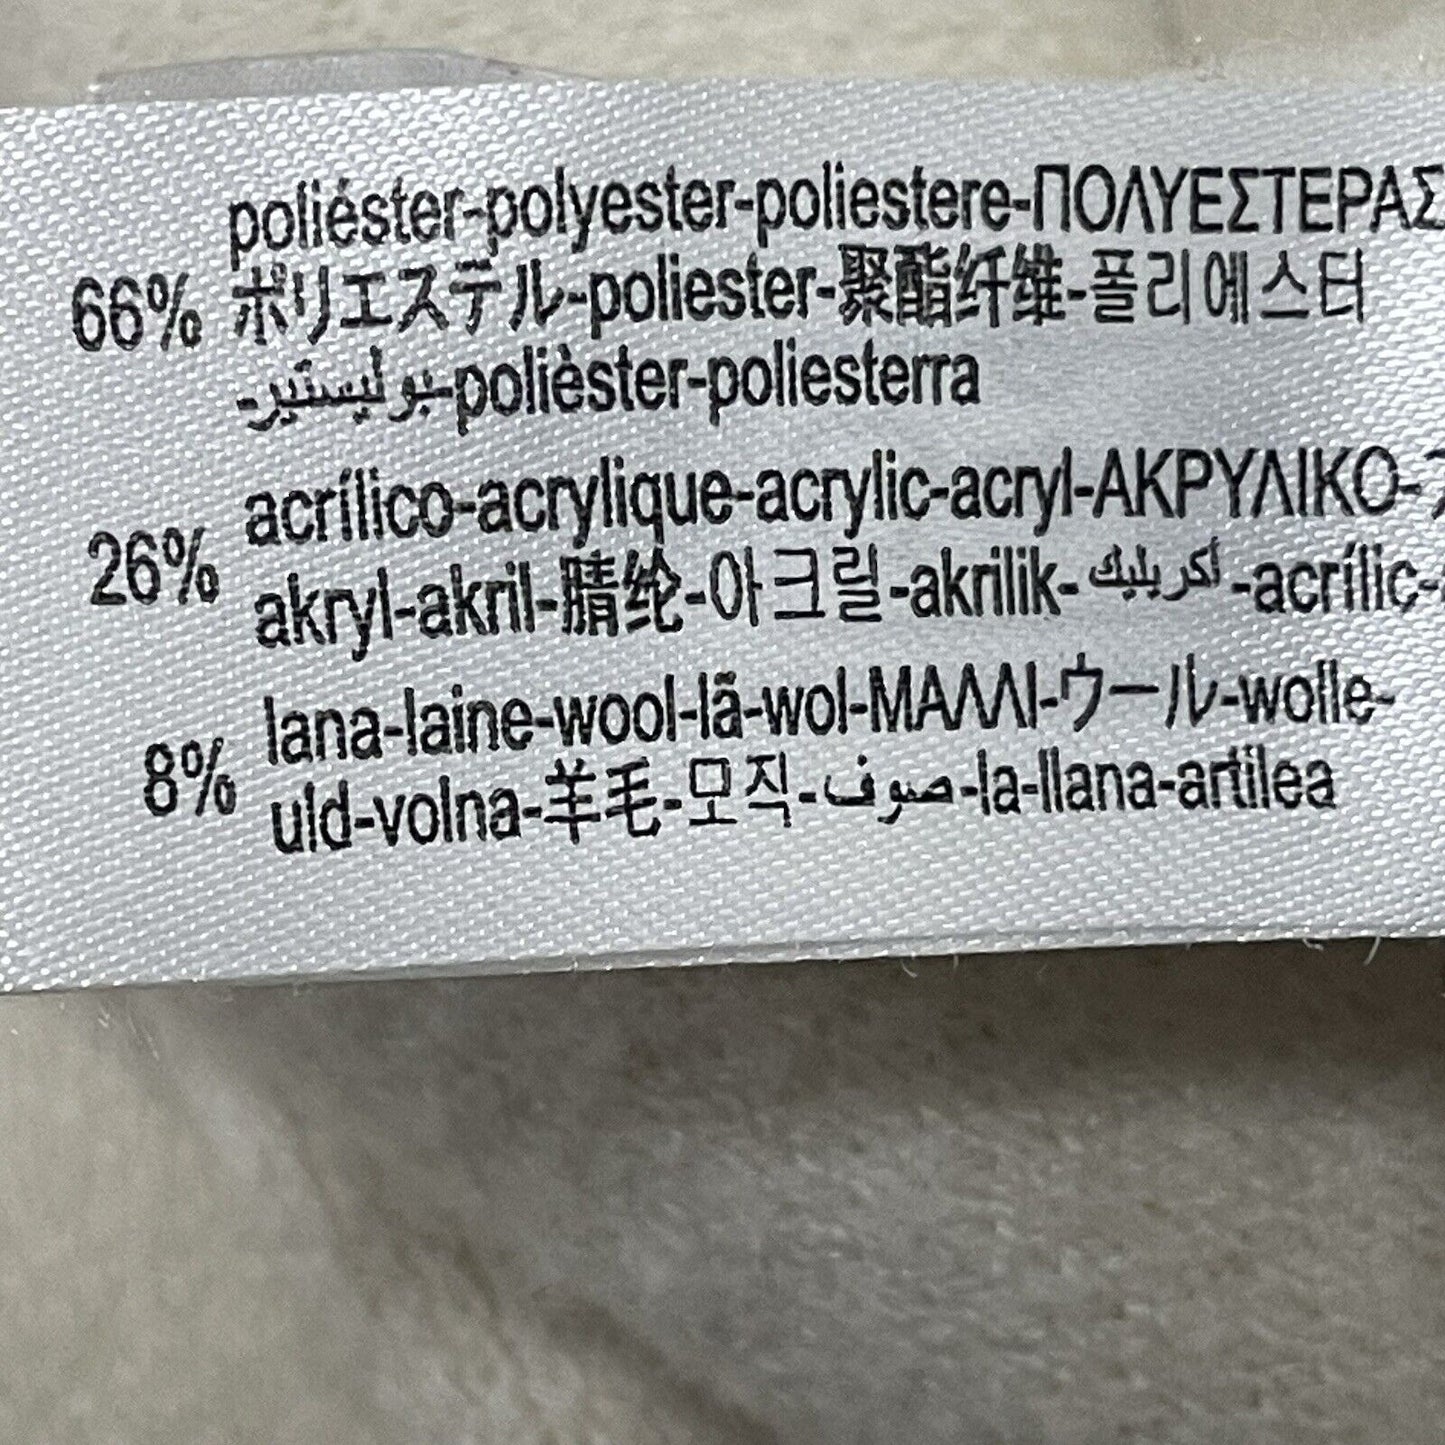 poliéster-polyester-poliestere-ΠΟΛΥΕΣΤΕΡΑΣ
66% ポリエステル-poliester-聚酯纤维-폴리에스터
-بوليستير-polièster-poliesterra
acrílico-acrylique-acrylic-acryl-ΑΚΡΥΛΙΚΟ-
26% akryl-akril-腈纶-아크릴-akrilik-أكريليك-acrílic-
lana-laine-wool-lã-wol-ΜΑΛΛΙ-ウール-wolle-
8% uld-volna-羊毛-모직-صوف-la-llana-artilea